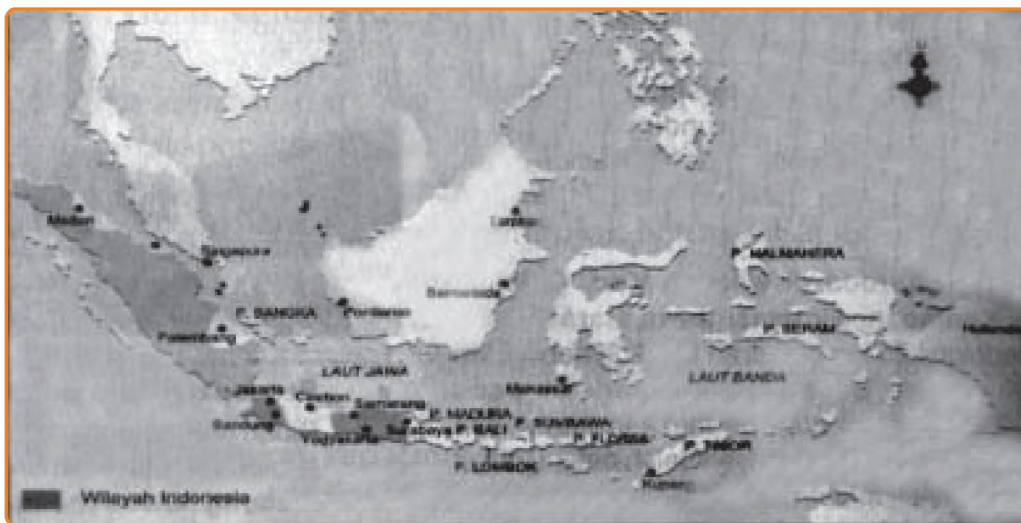 Medan
Singapura
P. BANGKA
Palembang
Pontianak
Samarinda
P. HALMAHERA
P. SERAM
LAUT JAWA
LAUT BANDA
Makassar
Jakarta
Cirebon
Semarang
Bandung
Yogyakarta
Surabaya
P. MADURA
P. BALI
P. SUMBAWA
P. FLORES
P. LOMBOK
P. TIMOR
Kupang
Wilayah Indonesia